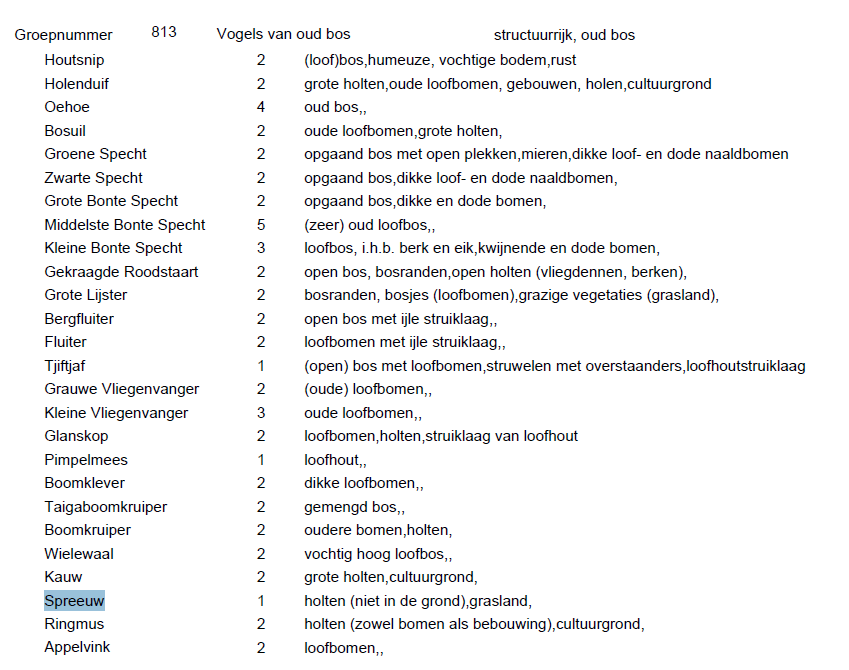 Groepnummer 813 Vogels van oud bos structuurrijk, oud bos
Houtsnip 2 (loof)bos,humeuze, vochtige bodem,rust
Holenduif 2 grote holten,oude loofbomen, gebouwen, holen,cultuurgrond
Oehoe 4 oud bos,,
Bosuil 2 oude loofbomen,grote holten,
Groene Specht 2 opgaand bos met open plekken,mieren,dikke loof- en dode naaldbomen
Zwarte Specht 2 opgaand bos,dikke loof- en dode naaldbomen,
Grote Bonte Specht 2 opgaand bos,dikke en dode bomen,
Middelste Bonte Specht 5 (zeer) oud loofbos,,
Kleine Bonte Specht 3 loofbos, i.h.b. berk en eik,kwijnende en dode bomen,
Gekraagde Roodstaart 2 open bos, bosranden,open holten (vliegdennen, berken),
Grote Lijster 2 bosranden, bosjes (loofbomen),grazige vegetaties (grasland),
Bergfluiter 2 open bos met ijle struiklaag,,
Fluiter 2 loofbomen met ijle struiklaag,,
Tjiftjaf 1 (open) bos met loofbomen,struwelen met overstaanders,loofhoutstruiklaag
Grauwe Vliegenvanger 2 (oude) loofbomen,,
Kleine Vliegenvanger 3 oude loofbomen,,
Glanskop 2 loofbomen,holten,struiklaag van loofhout
Pimpelmees 1 loofhout,,
Boomklever 2 dikke loofbomen,,
Taigaboomkruiper 2 gemengd bos,,
Boomkruiper 2 oudere bomen,holten,
Wielewaal 2 vochtig hoog loofbos,,
Kauw 2 grote holten,cultuurgrond,
Spreeuw 1 holten (niet in de grond),grasland,
Ringmus 2 holten (zowel bomen als bebouwing),cultuurgrond,
Appelvink 2 loofbomen,,